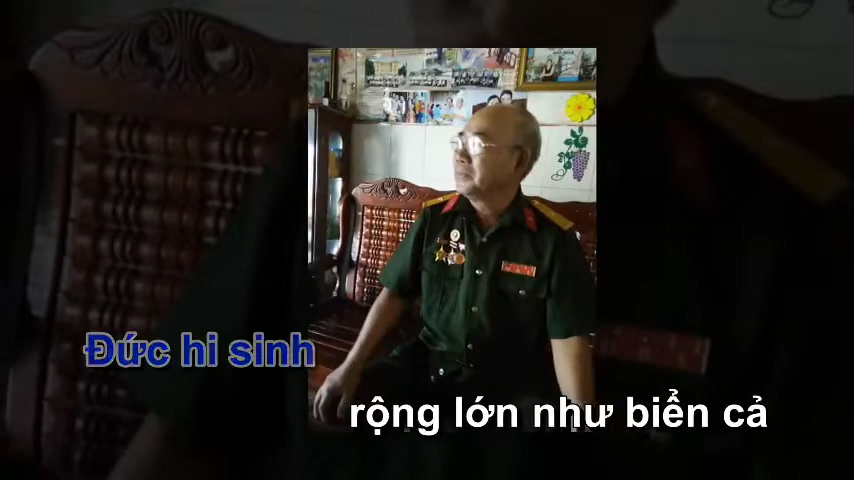 Đức hi sinh
rộng lớn như biển cả